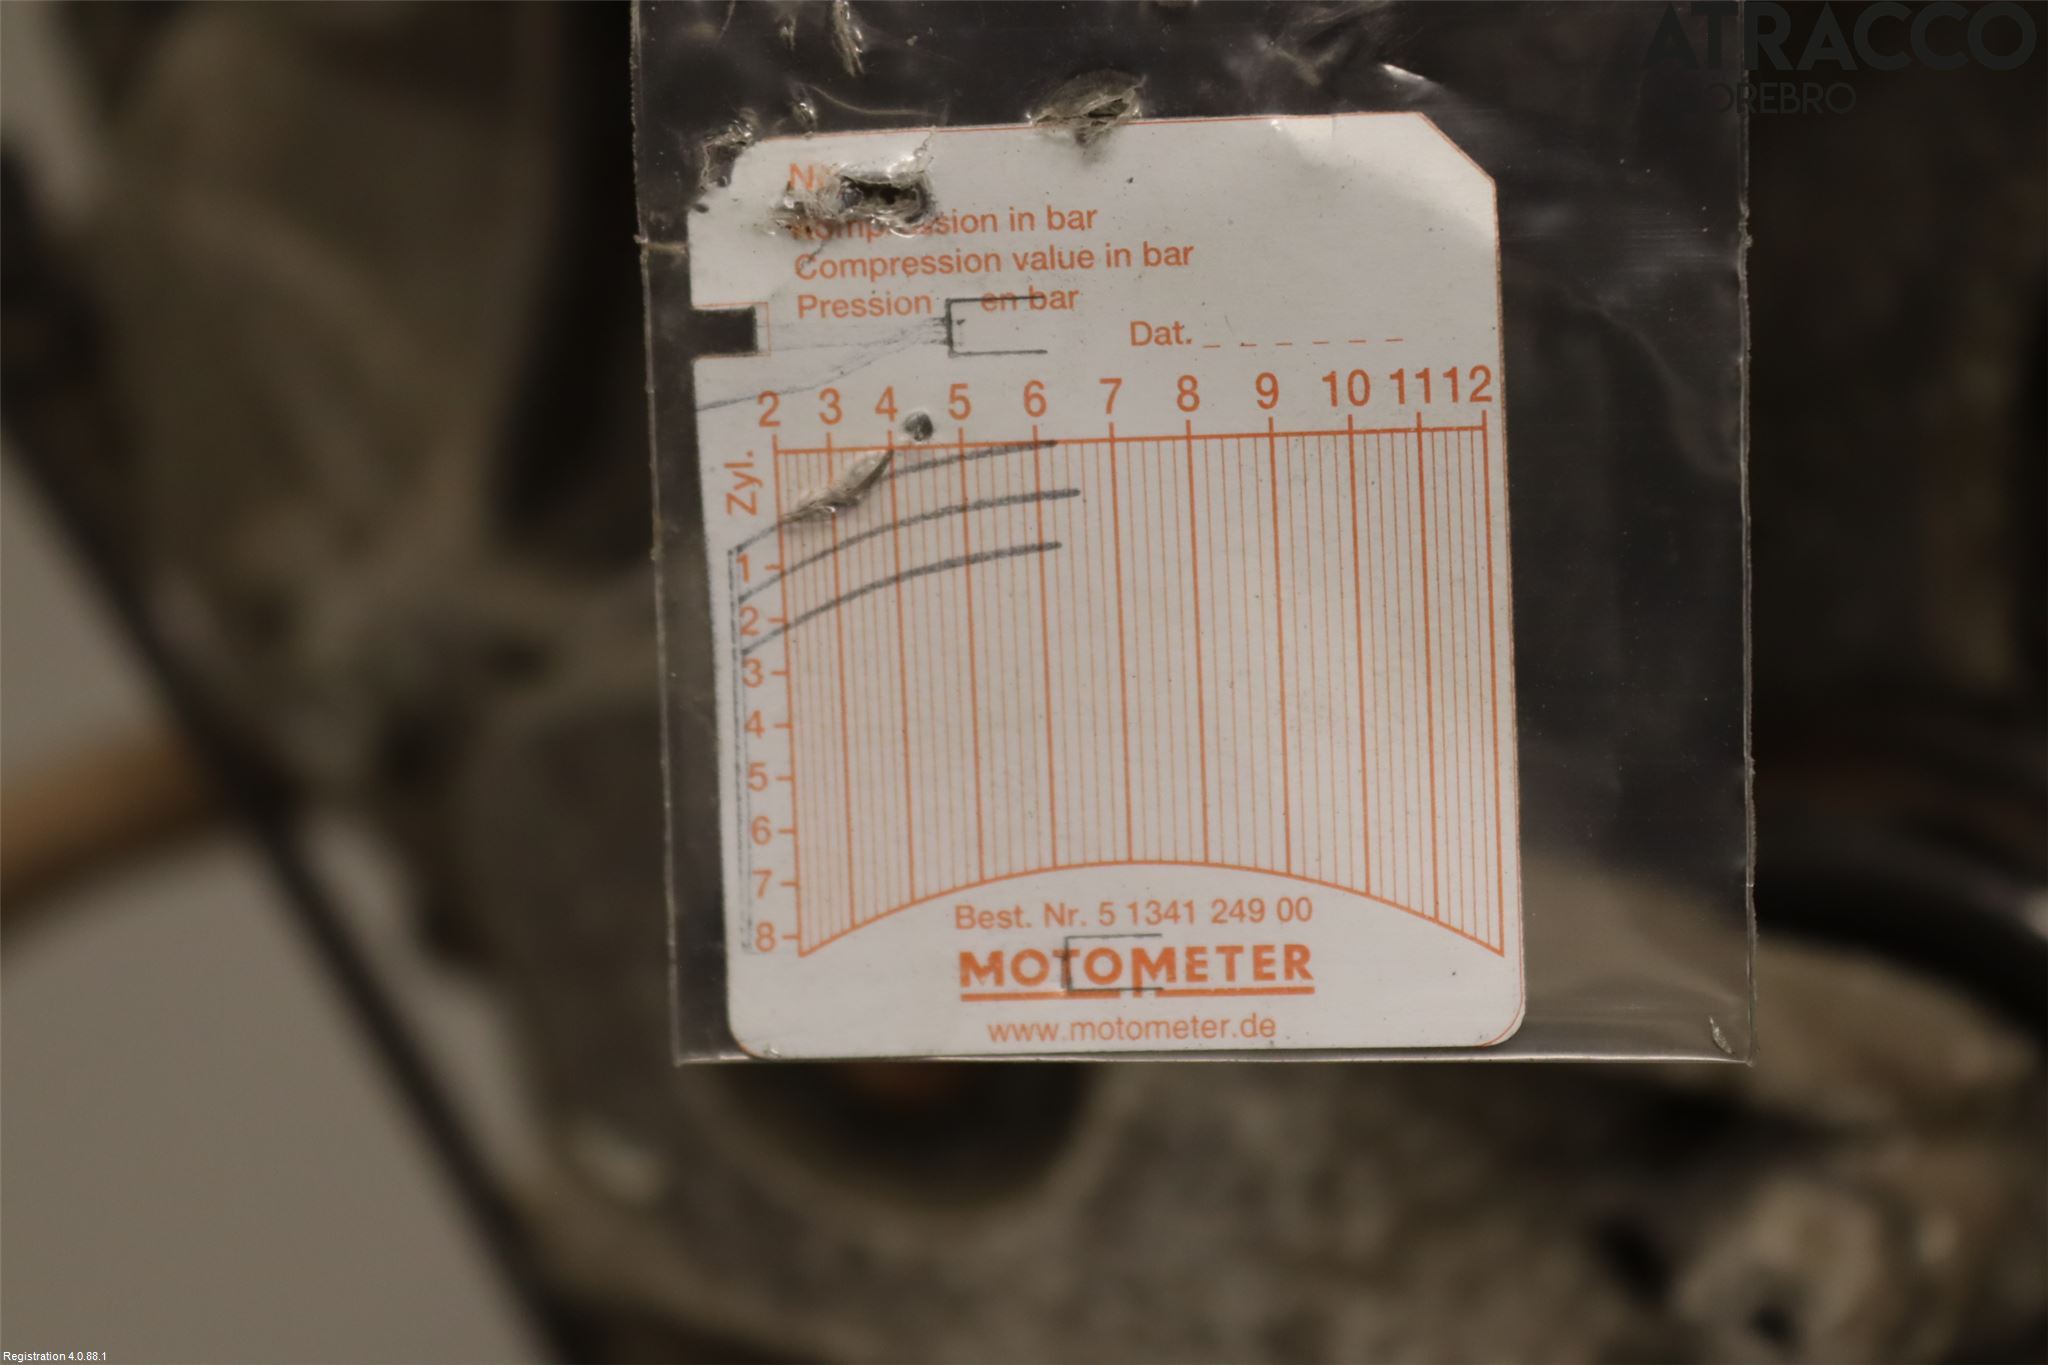 ATRACCO
OREBRO
sion in bar
Compression value in bar
Pression en bar
Dat. _ _ _ _ _ _
2 3 4 5 6 7 8 9 10 11 12
Zyl.
1
2
3
4
5
6
7
8
Best. Nr. 5 1341 249 00
MOTOMETER
www.motometer.de
Registration 4.0.88.1